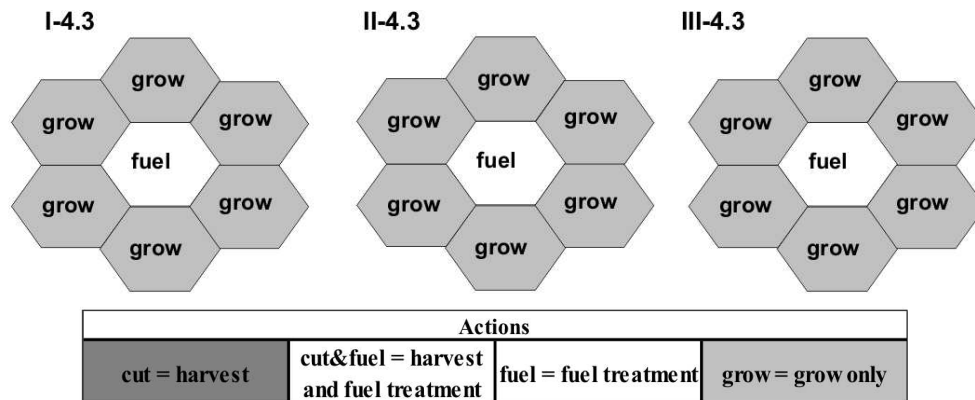 I-4.3
II-4.3
III-4.3
grow
grow
grow
grow
grow
grow
grow
grow
grow
fuel
fuel
fuel
grow
grow
grow
grow
grow
grow
grow
grow
grow
Actions
cut = harvest
cut&fuel = harvest
and fuel treatment
fuel = fuel treatment
grow = grow only